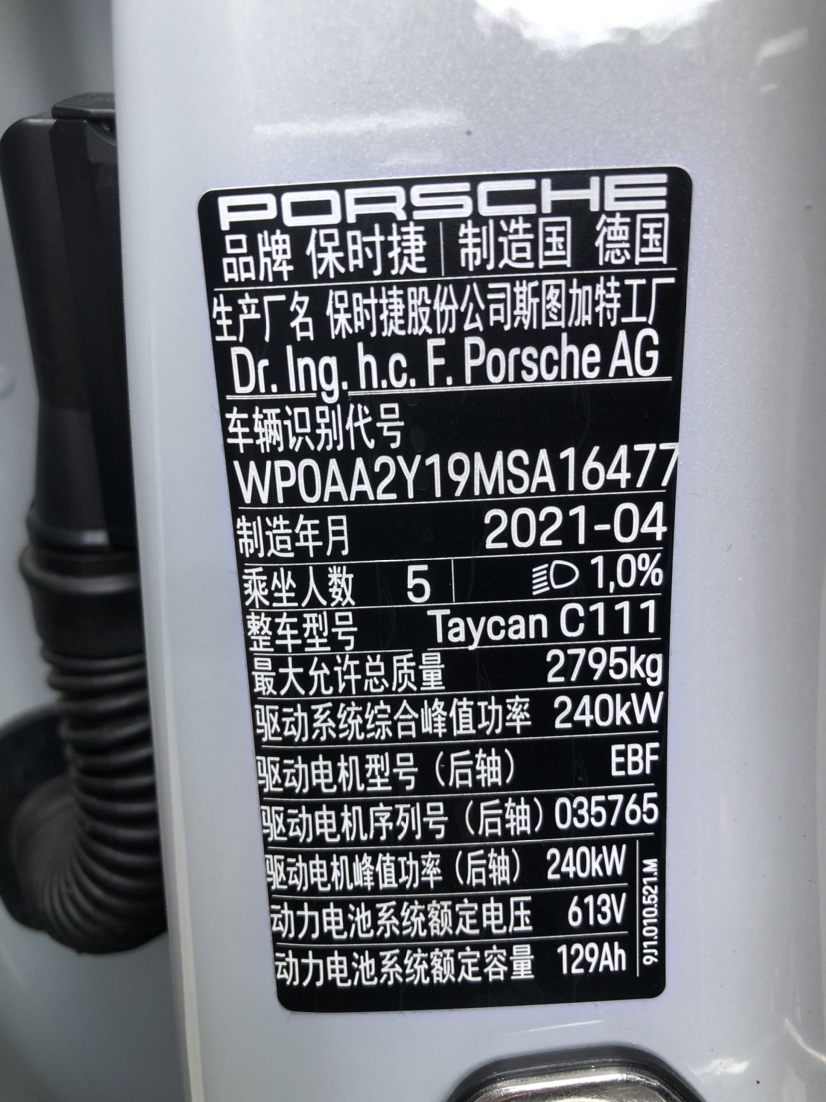 PORSCHE
品牌 保时捷 制造国 德国
生产厂名 保时捷股份公司斯图加特工厂
Dr. Ing. h.c. F. Porsche AG
车辆识别代号
WP0AA2Y19MSA16477
制造年月 2021-04
乘坐人数 5 1,0%
整车型号 Taycan C111
最大允许总质量 2795kg
驱动系统综合峰值功率 240kW
驱动电机型号（后轴） EBF
驱动电机序列号（后轴） 035765
驱动电机峰值功率（后轴） 240kW
动力电池系统额定电压 613V
动力电池系统额定容量 129Ah
9J1.010.521.M